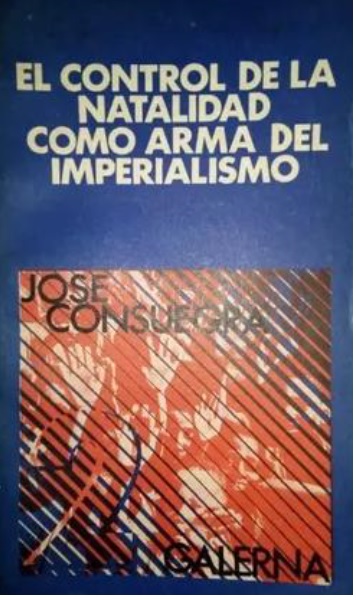 EL CONTROL DE LA
NATALIDAD
COMO ARMA DEL
IMPERIALISMO
JOSE
CONSUEGRA
GALERNA